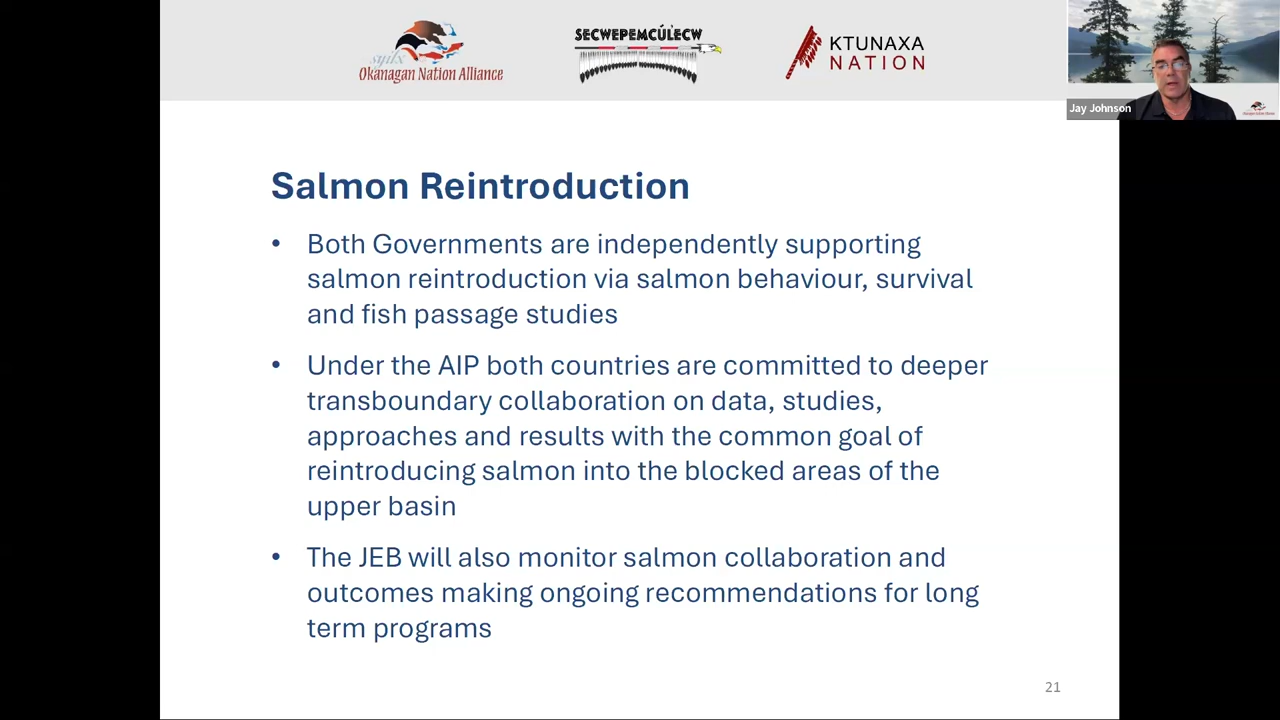 syilx
Okanagan Nation Alliance
SECWEPEMCÚLECW
KTUNAXA
NATION
Jay Johnson
Salmon Reintroduction
• Both Governments are independently supporting
salmon reintroduction via salmon behaviour, survival
and fish passage studies
• Under the AIP both countries are committed to deeper
transboundary collaboration on data, studies,
approaches and results with the common goal of
reintroducing salmon into the blocked areas of the
upper basin
• The JEB will also monitor salmon collaboration and
outcomes making ongoing recommendations for long
term programs
21